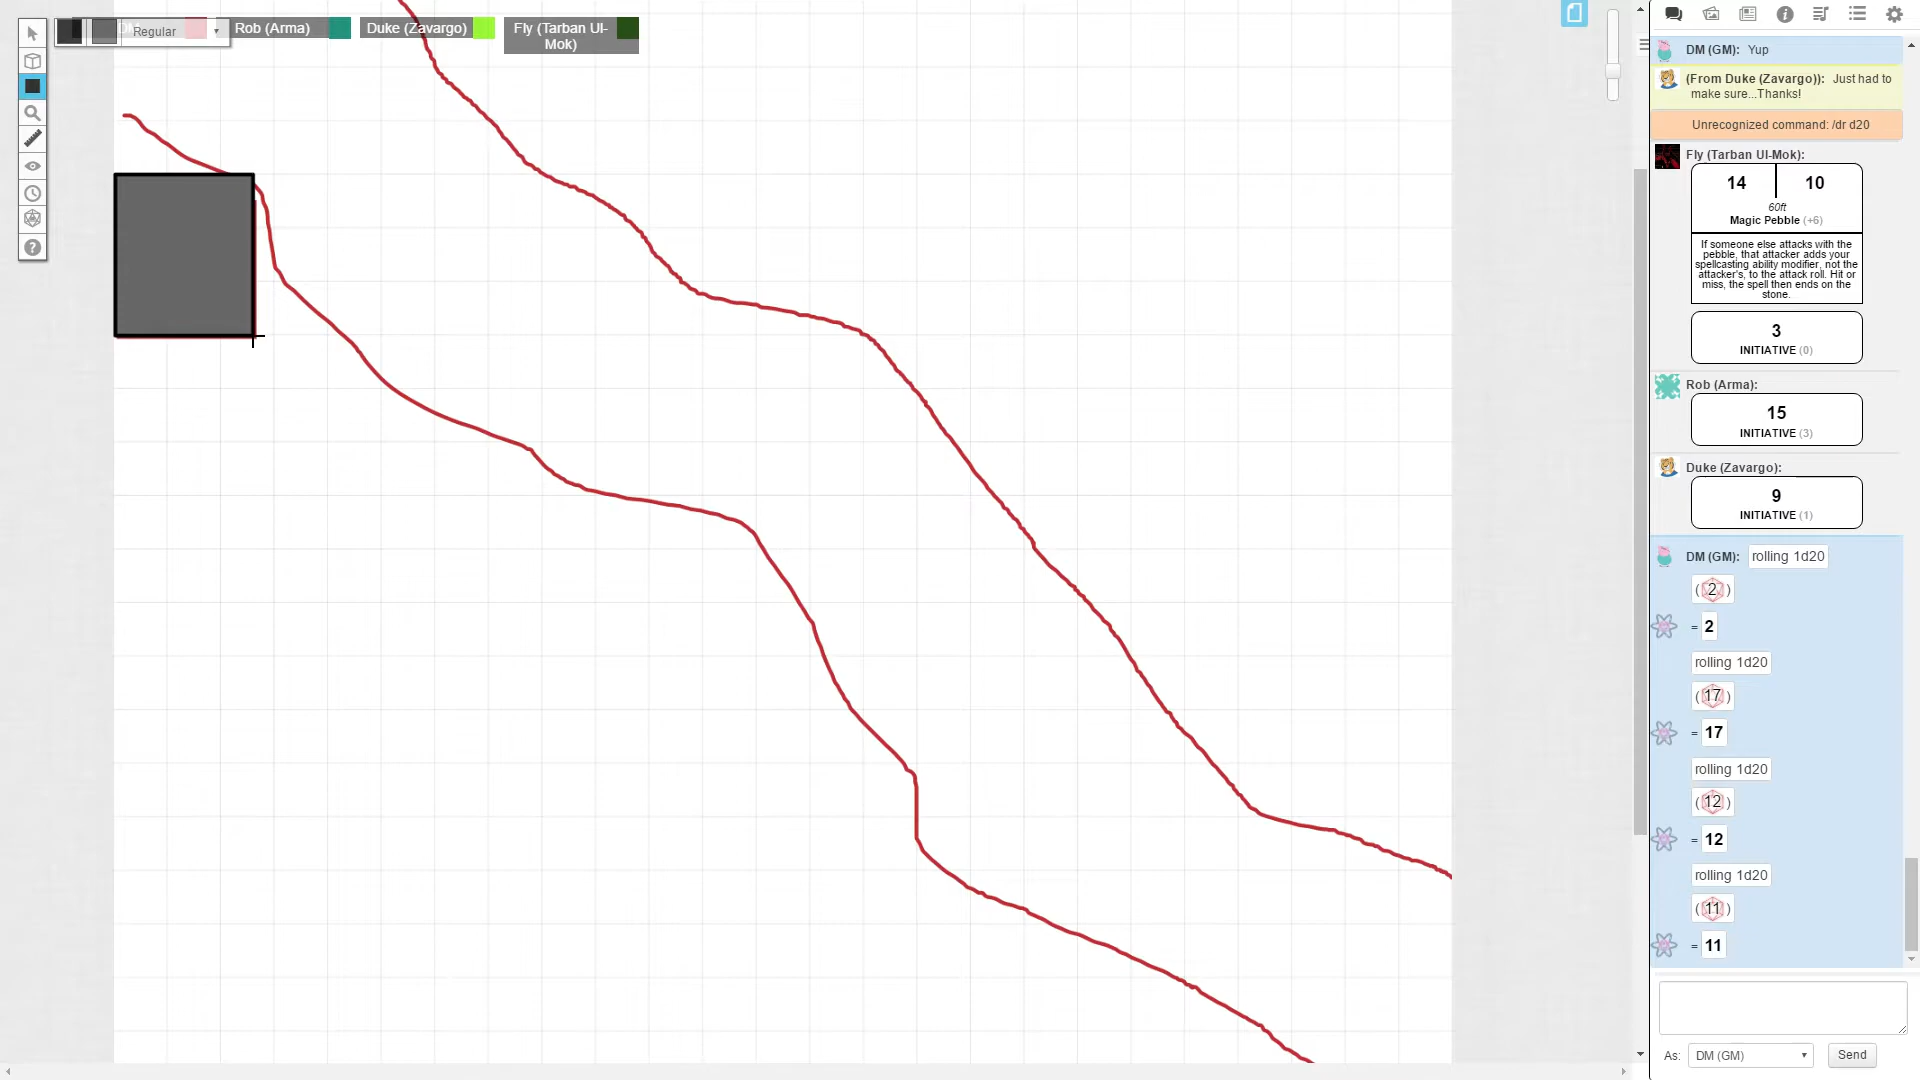 Regular
Rob (Arma)
Duke (Zavargo)
Fly (Tarban Ul-
Mok)
DM (GM): Yup
(From Duke (Zavargo)): Just had to
make sure...Thanks!
Unrecognized command: /dr d20
Fly (Tarban Ul-Mok):
14 10
60ft
Magic Pebble (+6)
If someone else attacks with the
pebble, that attacker adds your
spellcasting ability modifier, not the
attacker's, to the attack roll. Hit or
miss, the spell then ends on the
stone.
3
INITIATIVE (0)
Rob (Arma):
15
INITIATIVE (3)
Duke (Zavargo):
9
INITIATIVE (1)
DM (GM): rolling 1d20
(2)
= 2
rolling 1d20
(17)
= 17
rolling 1d20
(12)
= 12
rolling 1d20
(11)
= 11
As: DM (GM) Send